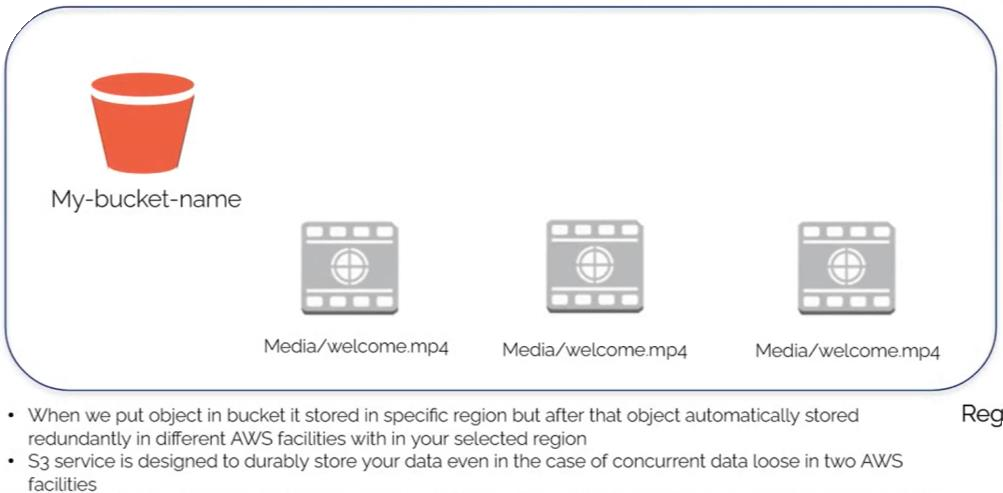 My-bucket-name
Media/welcome.mp4
Media/welcome.mp4
Media/welcome.mp4
• When we put object in bucket it stored in specific region but after that object automatically stored
redundantly in different AWS facilities with in your selected region
• S3 service is designed to durably store your data even in the case of concurrent data loose in two AWS
facilities
Reg